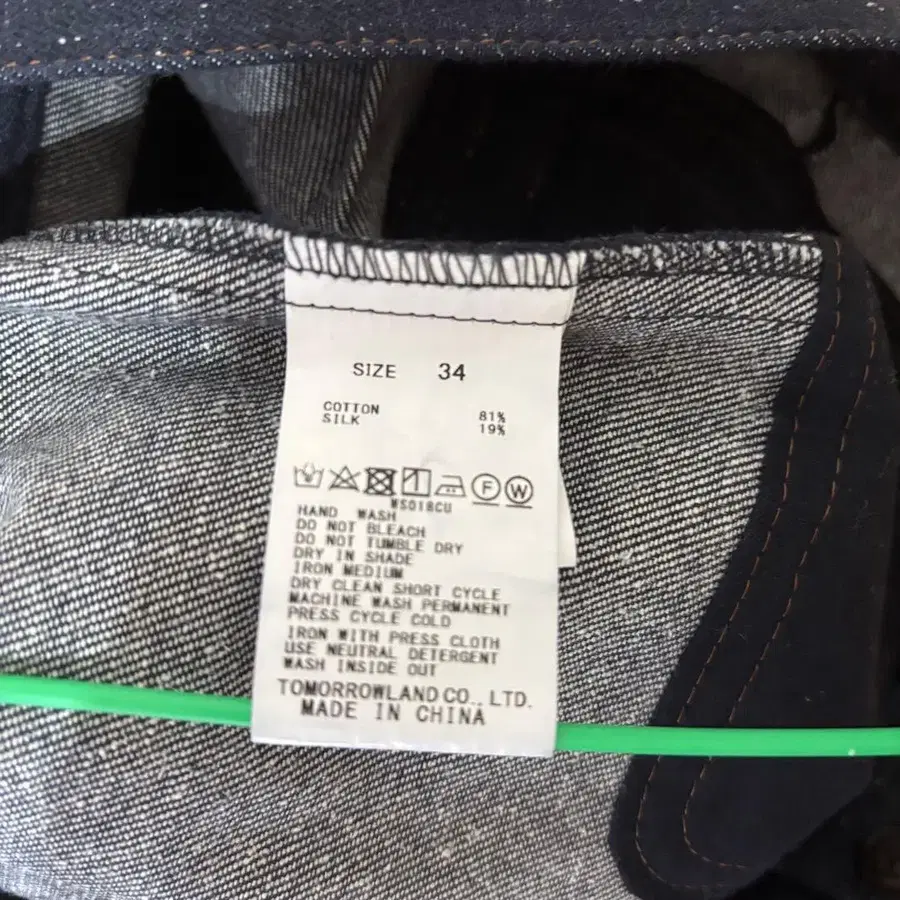 SIZE 34
COTTON 81%
SILK 19%
F W
WS018CU
HAND WASH
DO NOT BLEACH
DO NOT TUMBLE DRY
DRY IN SHADE
IRON MEDIUM
DRY CLEAN SHORT CYCLE
MACHINE WASH PERMANENT
PRESS CYCLE COLD
IRON WITH PRESS CLOTH
USE NEUTRAL DETERGENT
WASH INSIDE OUT
TOMORROWLAND CO., LTD.
MADE IN CHINA